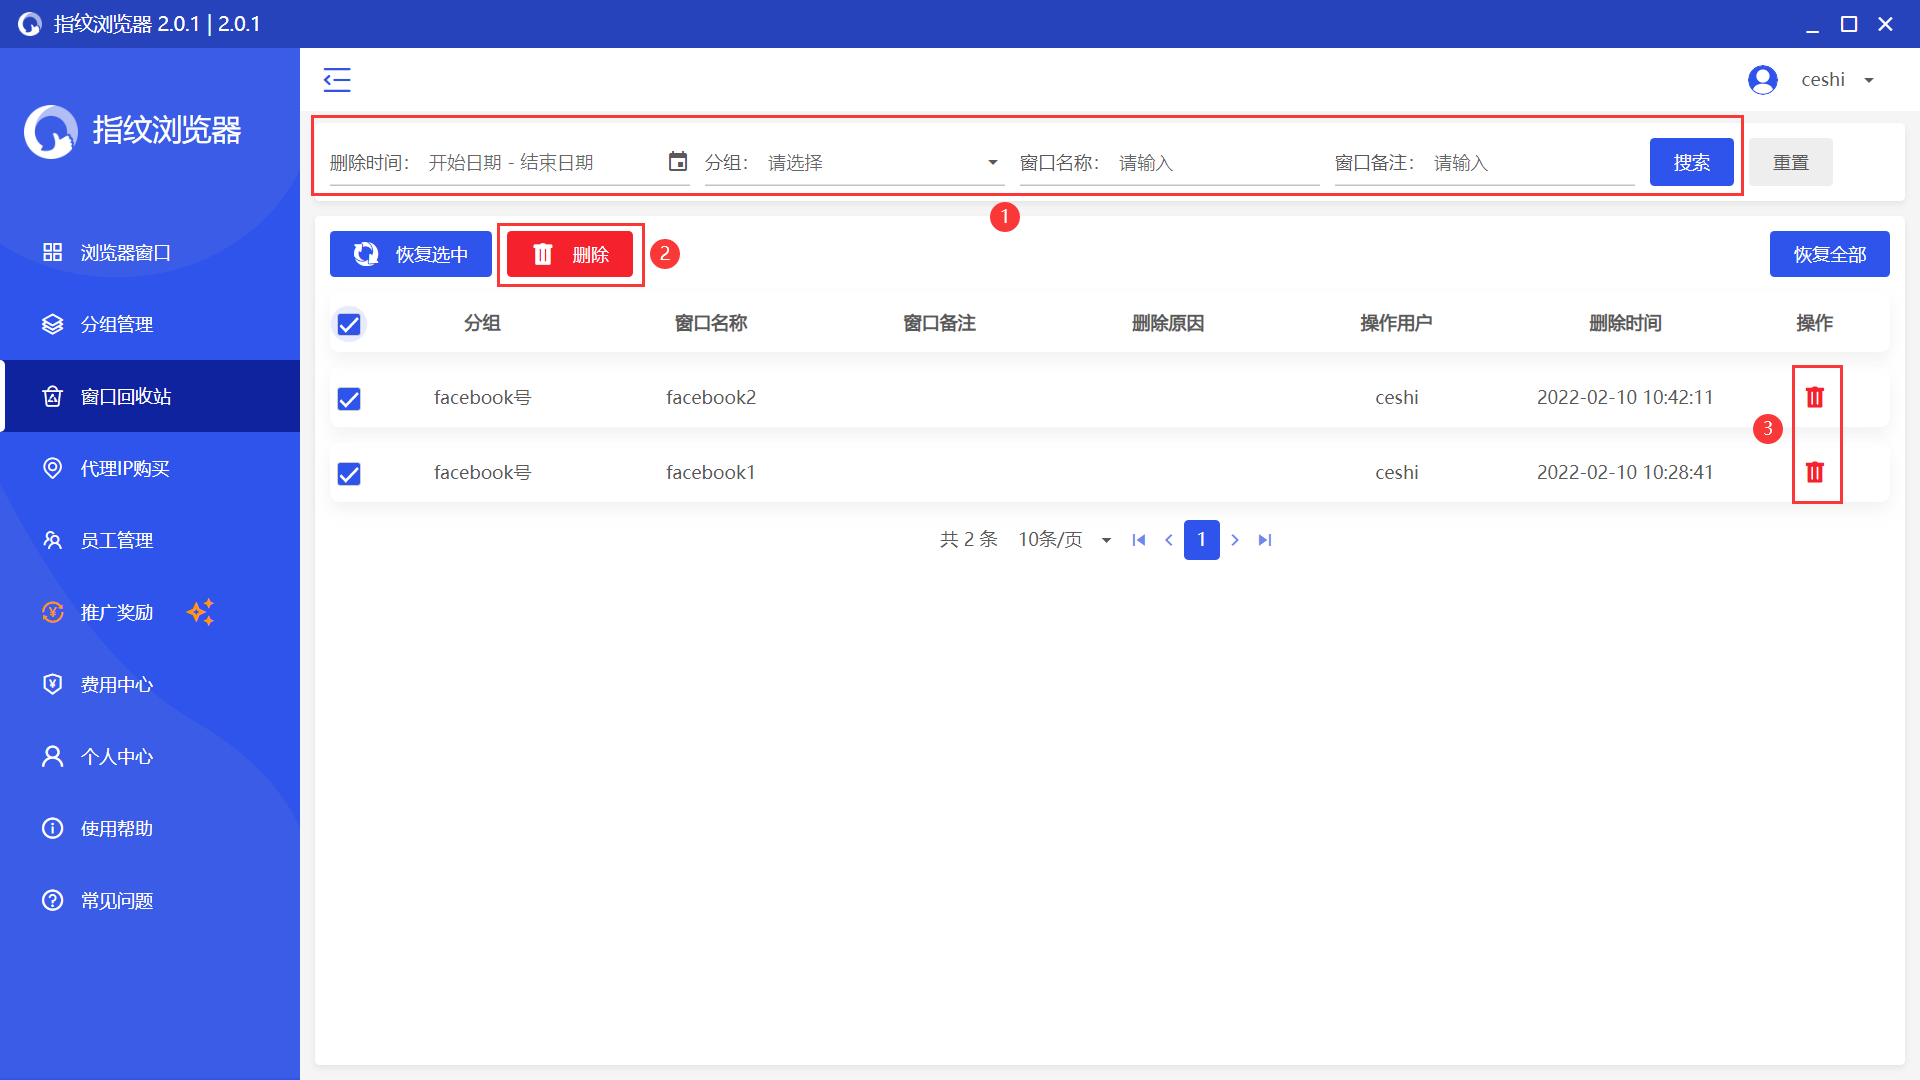 指纹浏览器 2.0.1 | 2.0.1
指纹浏览器
浏览器窗口
分组管理
窗口回收站
代理IP购买
员工管理
推广奖励
费用中心
个人中心
使用帮助
常见问题
ceshi
删除时间： 开始日期 - 结束日期 分组： 请选择 窗口名称： 请输入 窗口备注： 请输入 搜索 重置
1
恢复选中 删除 2 恢复全部
分组 窗口名称 窗口备注 删除原因 操作用户 删除时间 操作
facebook号 facebook2 ceshi 2022-02-10 10:42:11
3
facebook号 facebook1 ceshi 2022-02-10 10:28:41
共 2 条 10条/页 1